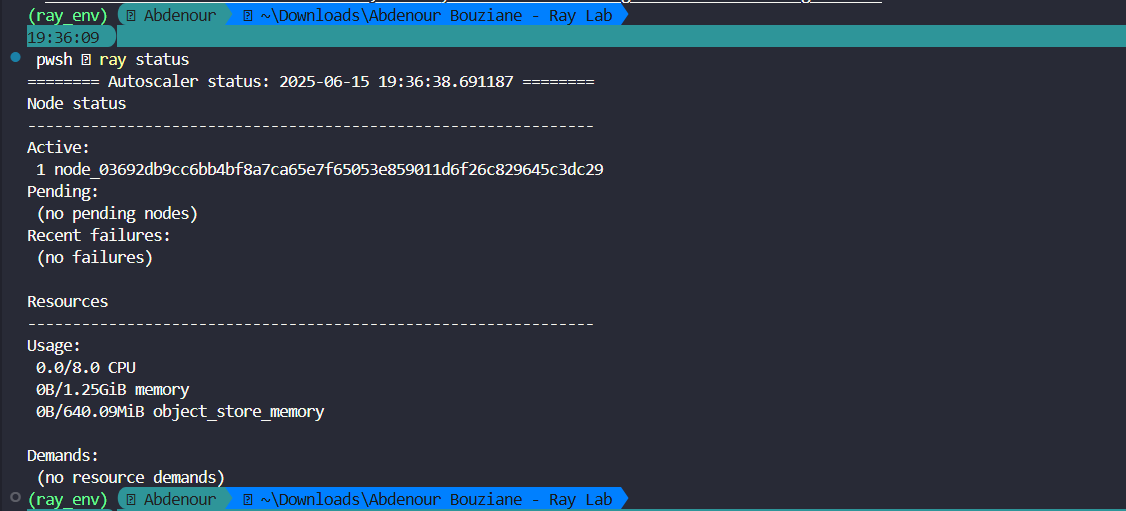 (ray_env) Abdenour ~\Downloads\Abdenour Bouziane - Ray Lab
19:36:09
pwsh ray status
======== Autoscaler status: 2025-06-15 19:36:38.691187 ========
Node status
---------------------------------------------------------------
Active:
1 node_03692db9cc6bb4bf8a7ca65e7f65053e859011d6f26c829645c3dc29
Pending:
(no pending nodes)
Recent failures:
(no failures)
Resources
---------------------------------------------------------------
Usage:
0.0/8.0 CPU
0B/1.25GiB memory
0B/640.09MiB object_store_memory
Demands:
(no resource demands)
(ray_env) Abdenour ~\Downloads\Abdenour Bouziane - Ray Lab